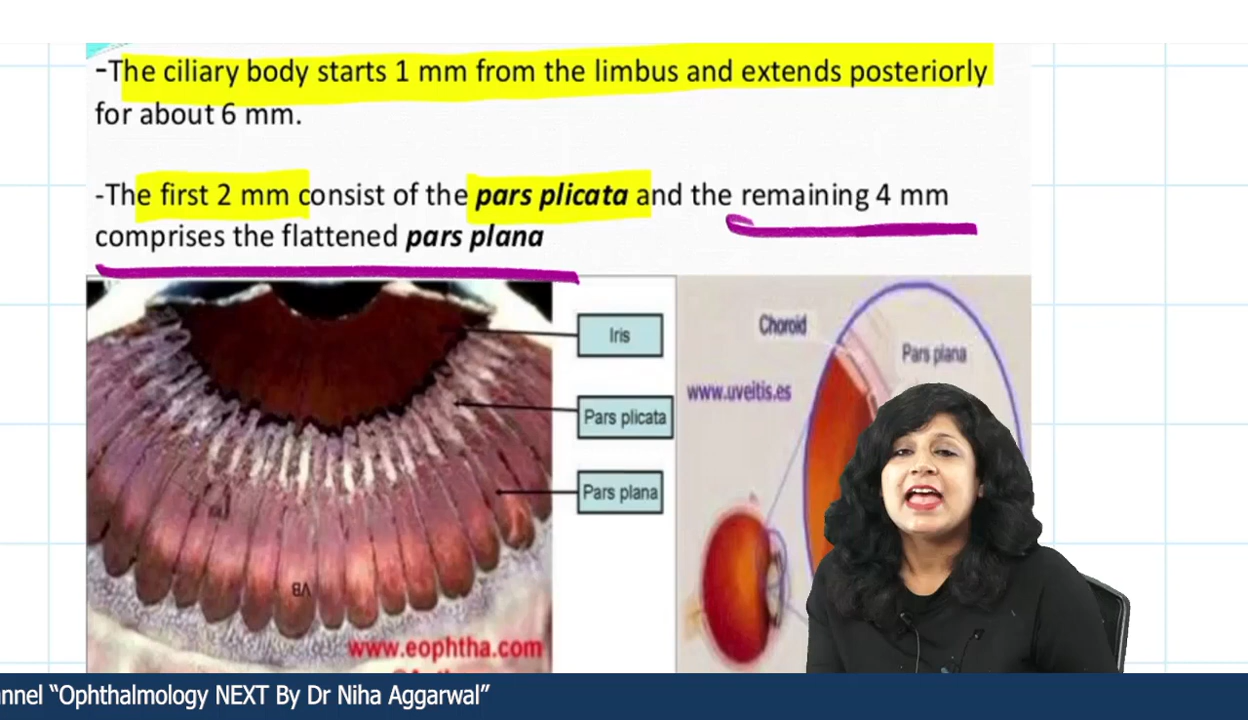 -The ciliary body starts 1 mm from the limbus and extends posteriorly
for about 6 mm.
-The first 2 mm consist of the pars plicata and the remaining 4 mm
comprises the flattened pars plana
Iris
Pars plicata
Pars plana
VB
www.eophtha.com
Choroid
Pars plana
www.uveitis.es
nnel “Ophthalmology NEXT By Dr Niha Aggarwal”